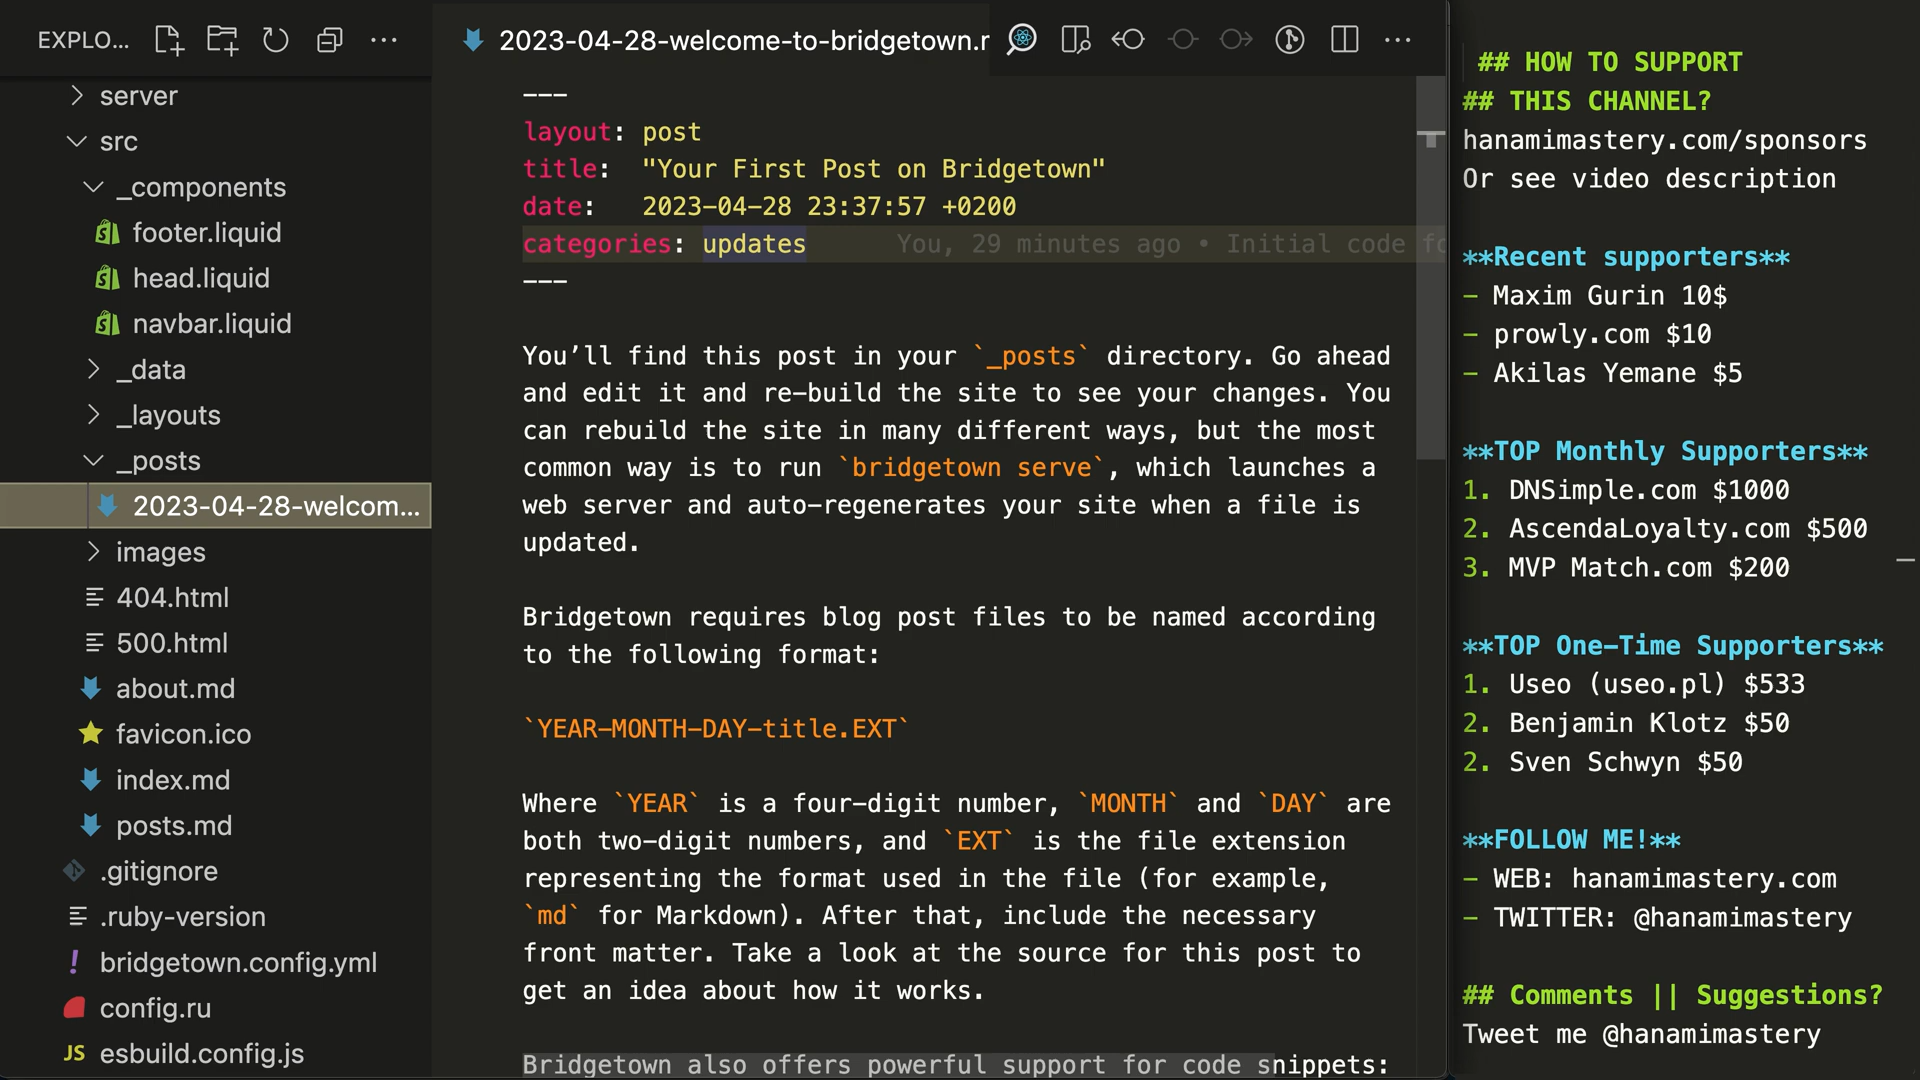 EXPLO...
server
src
_components
footer.liquid
head.liquid
navbar.liquid
_data
_layouts
_posts
2023-04-28-welcom...
images
404.html
500.html
about.md
favicon.ico
index.md
posts.md
.gitignore
.ruby-version
! bridgetown.config.yml
config.ru
JS esbuild.config.js
2023-04-28-welcome-to-bridgetown.r
---
layout: post
title:  "Your First Post on Bridgetown"
date:   2023-04-28 23:37:57 +0200
categories: updates You, 29 minutes ago • Initial code fo
---
You’ll find this post in your `_posts` directory. Go ahead
and edit it and re-build the site to see your changes. You
can rebuild the site in many different ways, but the most
common way is to run `bridgetown serve`, which launches a
web server and auto-regenerates your site when a file is
updated.
Bridgetown requires blog post files to be named according
to the following format:
`YEAR-MONTH-DAY-title.EXT`
Where `YEAR` is a four-digit number, `MONTH` and `DAY` are
both two-digit numbers, and `EXT` is the file extension
representing the format used in the file (for example,
`md` for Markdown). After that, include the necessary
front matter. Take a look at the source for this post to
get an idea about how it works.
Bridgetown also offers powerful support for code snippets:
## HOW TO SUPPORT
## THIS CHANNEL?
hanamimastery.com/sponsors
Or see video description
**Recent supporters**
- Maxim Gurin 10$
- prowly.com $10
- Akilas Yemane $5
**TOP Monthly Supporters**
1. DNSimple.com $1000
2. AscendaLoyalty.com $500
3. MVP Match.com $200
**TOP One-Time Supporters**
1. Useo (useo.pl) $533
2. Benjamin Klotz $50
2. Sven Schwyn $50
**FOLLOW ME!**
- WEB: hanamimastery.com
- TWITTER: @hanamimastery
## Comments || Suggestions?
Tweet me @hanamimastery